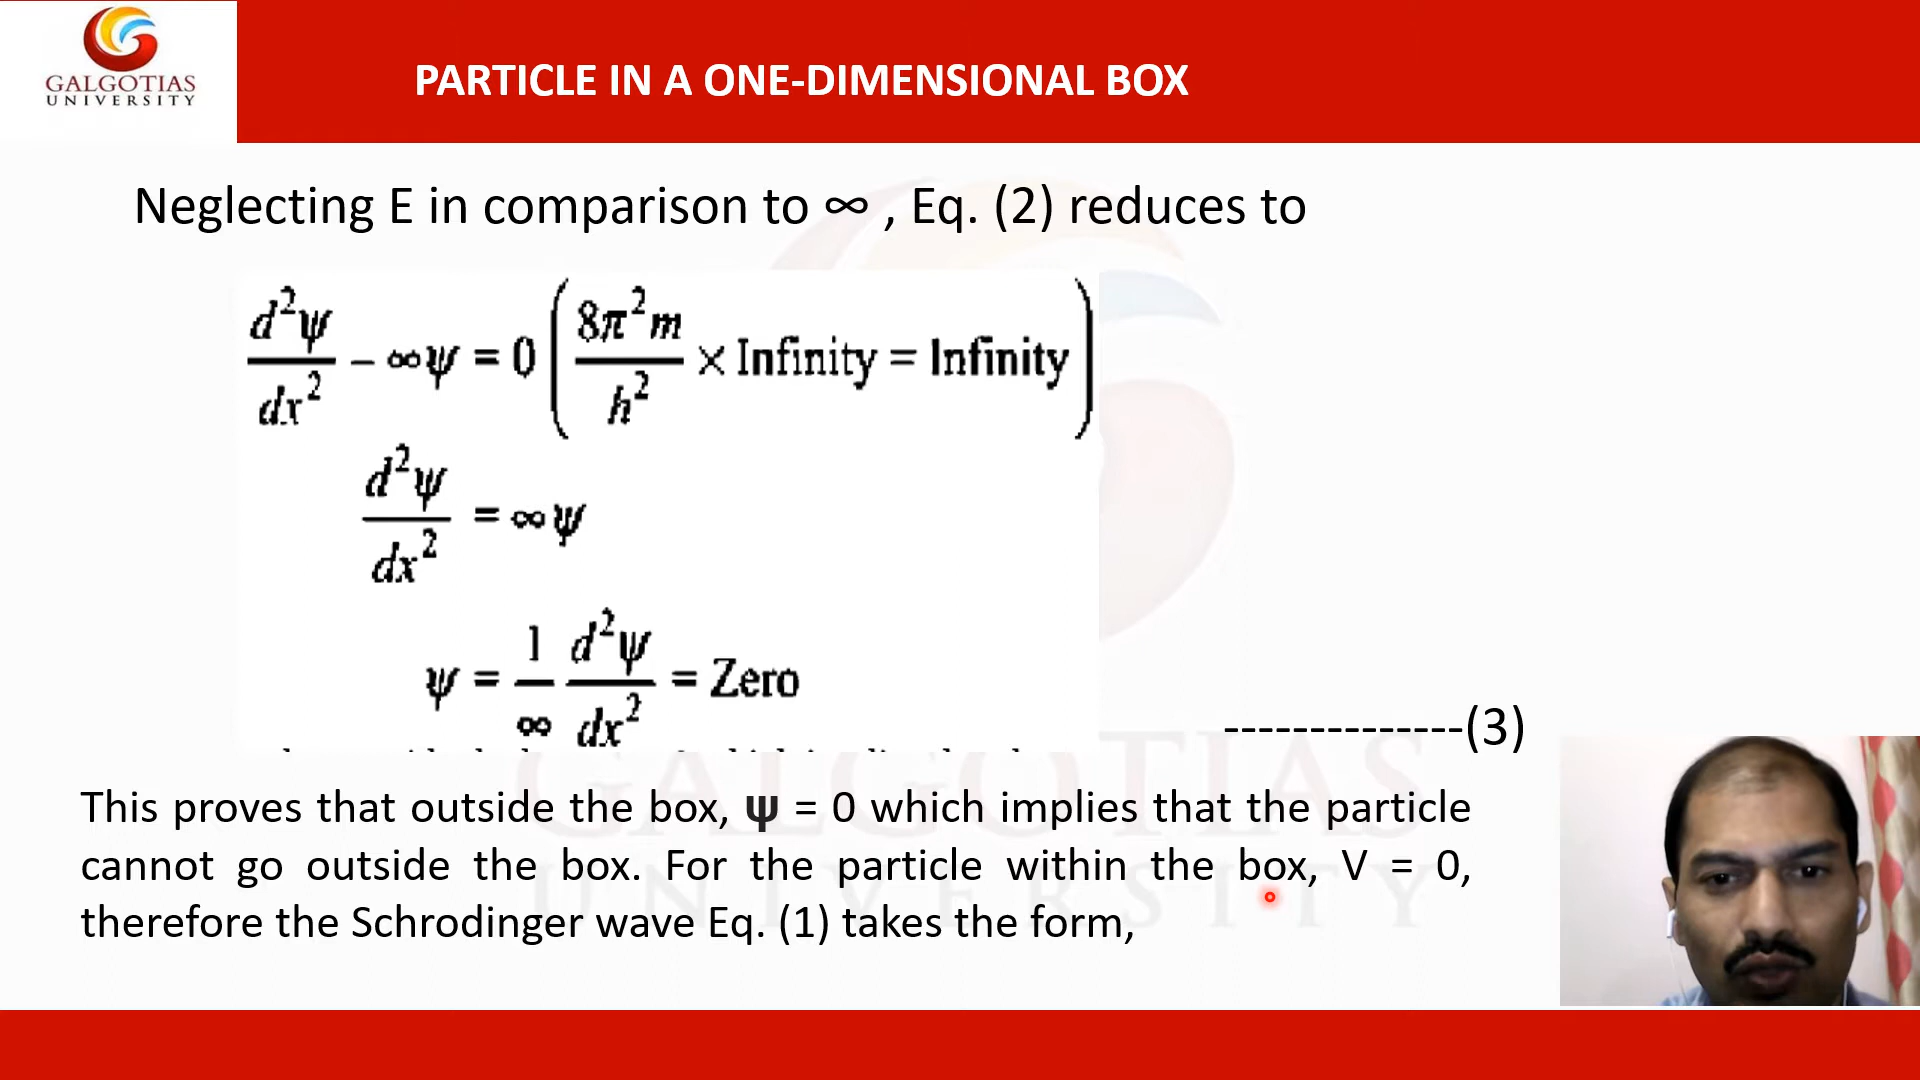 GALGOTIAS
UNIVERSITY
PARTICLE IN A ONE-DIMENSIONAL BOX
Neglecting E in comparison to ∞ , Eq. (2) reduces to
d²ψ/dx² − ∞ψ = 0 (8π²m/h² × Infinity = Infinity)
d²ψ/dx² = ∞ψ
ψ = 1/∞ d²ψ/dx² = Zero
--------------(3)
This proves that outside the box, ψ = 0 which implies that the particle
cannot go outside the box. For the particle within the box, V = 0,
therefore the Schrodinger wave Eq. (1) takes the form,
GALGOTIAS
UNIVERSITY